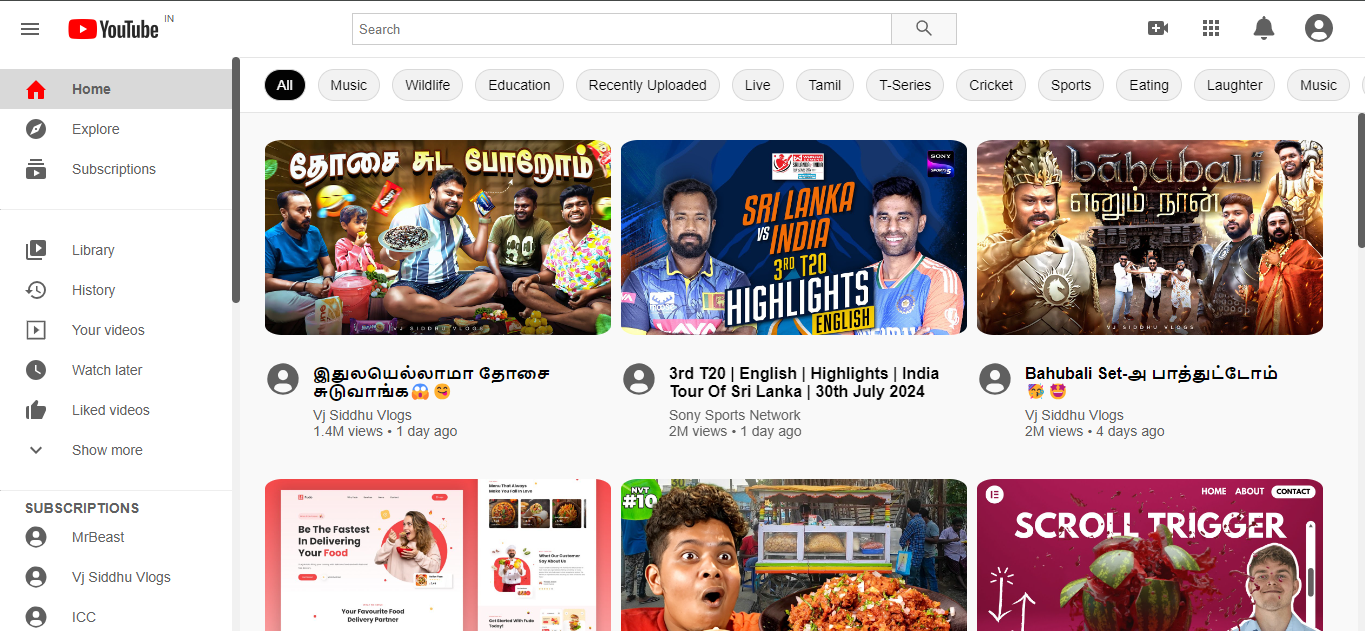 YouTube IN
Search
Home
Explore
Subscriptions
Library
History
Your videos
Watch later
Liked videos
Show more
SUBSCRIPTIONS
MrBeast
Vj Siddhu Vlogs
ICC
All Music Wildlife Education Recently Uploaded Live Tamil T-Series Cricket Sports Eating Laughter Music
தோசை சுட போறோம்
VJ SIDDHU VLOGS
SONY
SPORTS 5
SRI LANKA
VS INDIA
3RD T20
HIGHLIGHTS
ENGLISH
bāhubali
எனும் நான்
VJ SIDDHU VLOGS
இதுலயெல்லாமா தோசை
சுடுவாங்க😱 😋
Vj Siddhu Vlogs
1.4M views • 1 day ago
3rd T20 | English | Highlights | India
Tour Of Sri Lanka | 30th July 2024
Sony Sports Network
2M views • 1 day ago
Bahubali Set-அ பாத்துட்டோம்
🥳 🤩
Vj Siddhu Vlogs
2M views • 4 days ago
Be The Fastest
In Delivering
Your Food
Your Favourite Food
Delivery Partner
Menu That Always
Make You Fall In Love
What Our Customer
Say About Us
Get Started With Fudo
Today!
NVT
#10
HOME ABOUT CONTACT
SCROLL TRIGGER